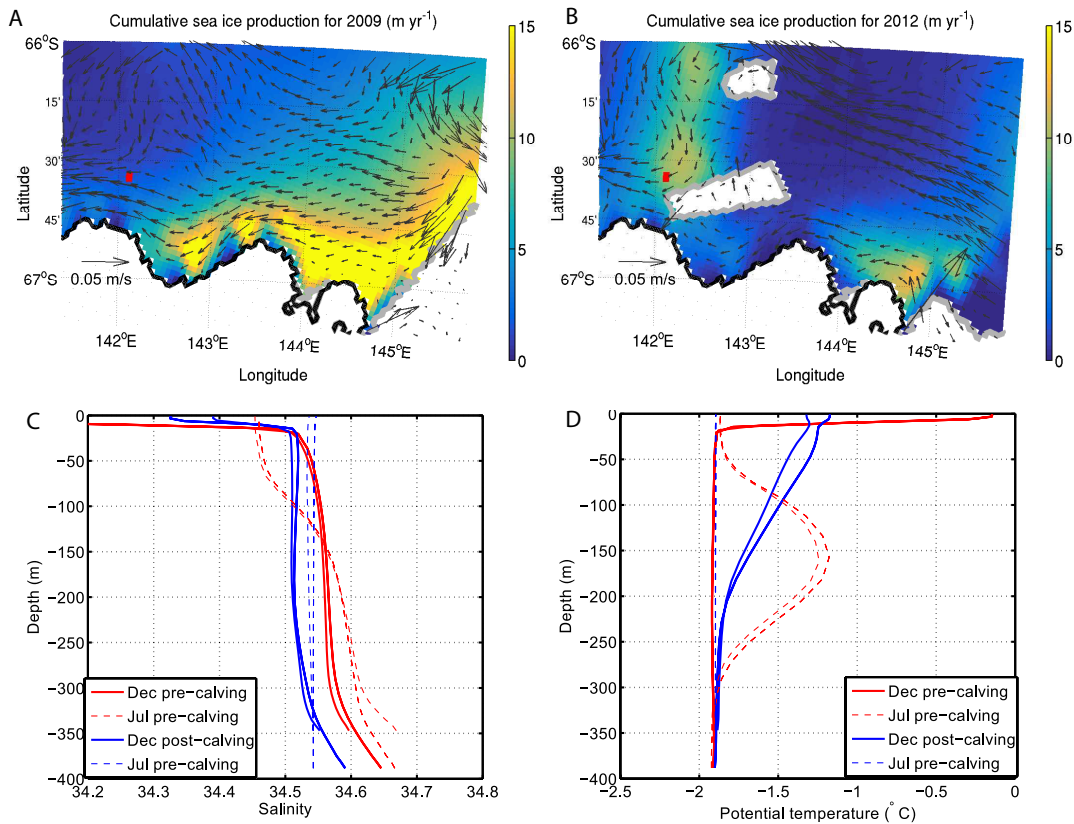 A
Cumulative sea ice production for 2009 (m yr⁻¹)
66°S
15'
30'
45'
67°S
Latitude
0.05 m/s
142°E
143°E
144°E
145°E
Longitude
15
10
5
0
B
Cumulative sea ice production for 2012 (m yr⁻¹)
66°S
15'
30'
45'
67°S
Latitude
0.05 m/s
142°E
143°E
144°E
145°E
Longitude
15
10
5
0
C
0
−50
−100
−150
−200
−250
−300
−350
−400
Depth (m)
Dec pre−calving
Jul pre−calving
Dec post−calving
Jul post−calving
34.2
34.3
34.4
34.5
34.6
34.7
34.8
Salinity
D
0
−50
−100
−150
−200
−250
−300
−350
−400
Depth (m)
Dec pre−calving
Jul pre−calving
Dec post−calving
Jul pre−calving
−2.5
−2
−1.5
−1
−0.5
0
Potential temperature (°C)